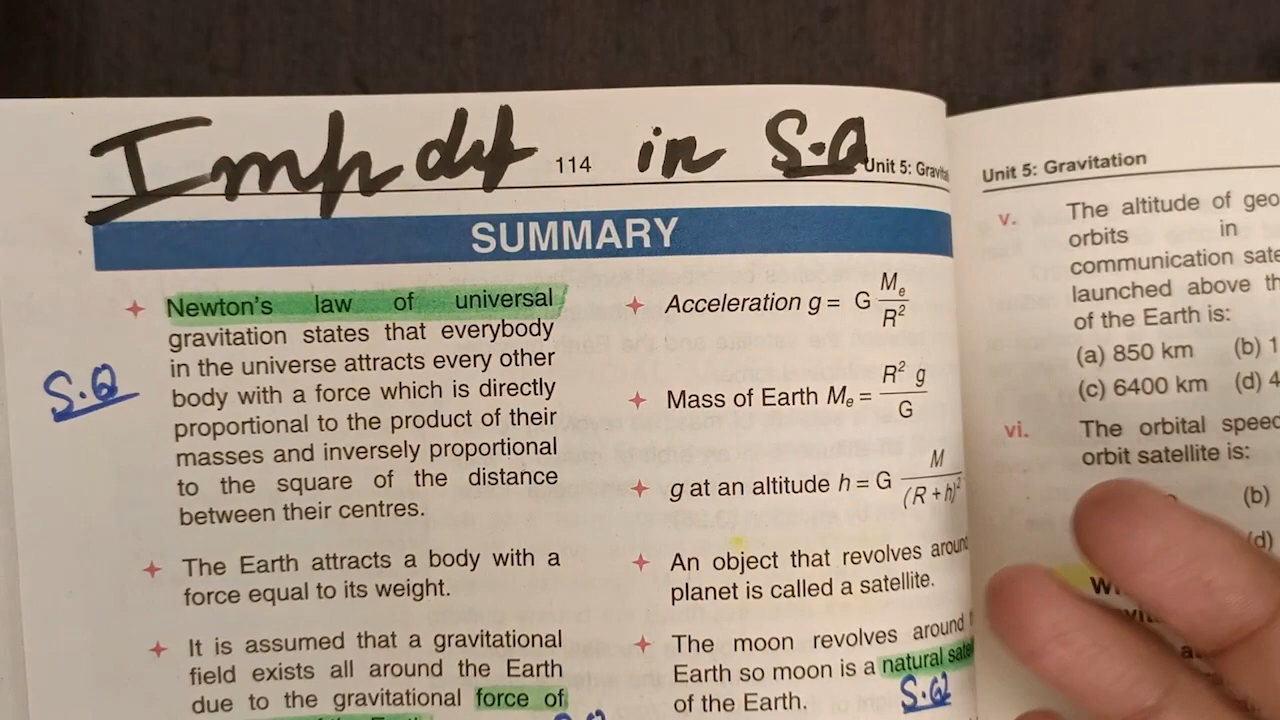 Imp def 114 in S.Q Unit 5: Gravita
SUMMARY
Newton's law of universal
gravitation states that everybody
in the universe attracts every other
body with a force which is directly
proportional to the product of their
masses and inversely proportional
to the square of the distance
between their centres.
S.Q
The Earth attracts a body with a
force equal to its weight.
It is assumed that a gravitational
field exists all around the Earth
due to the gravitational force of
Acceleration g = G Me / R²
Mass of Earth Me = R² g / G
g at an altitude h = G M / (R + h)²
An object that revolves around
planet is called a satellite.
The moon revolves around
Earth so moon is a natural sate
of the Earth.
S.Q
Unit 5: Gravitation
v. The altitude of geo
orbits in
communication sate
launched above th
of the Earth is:
(a) 850 km (b) 1
(c) 6400 km (d) 4
vi. The orbital speed
orbit satellite is:
(b)
(d)